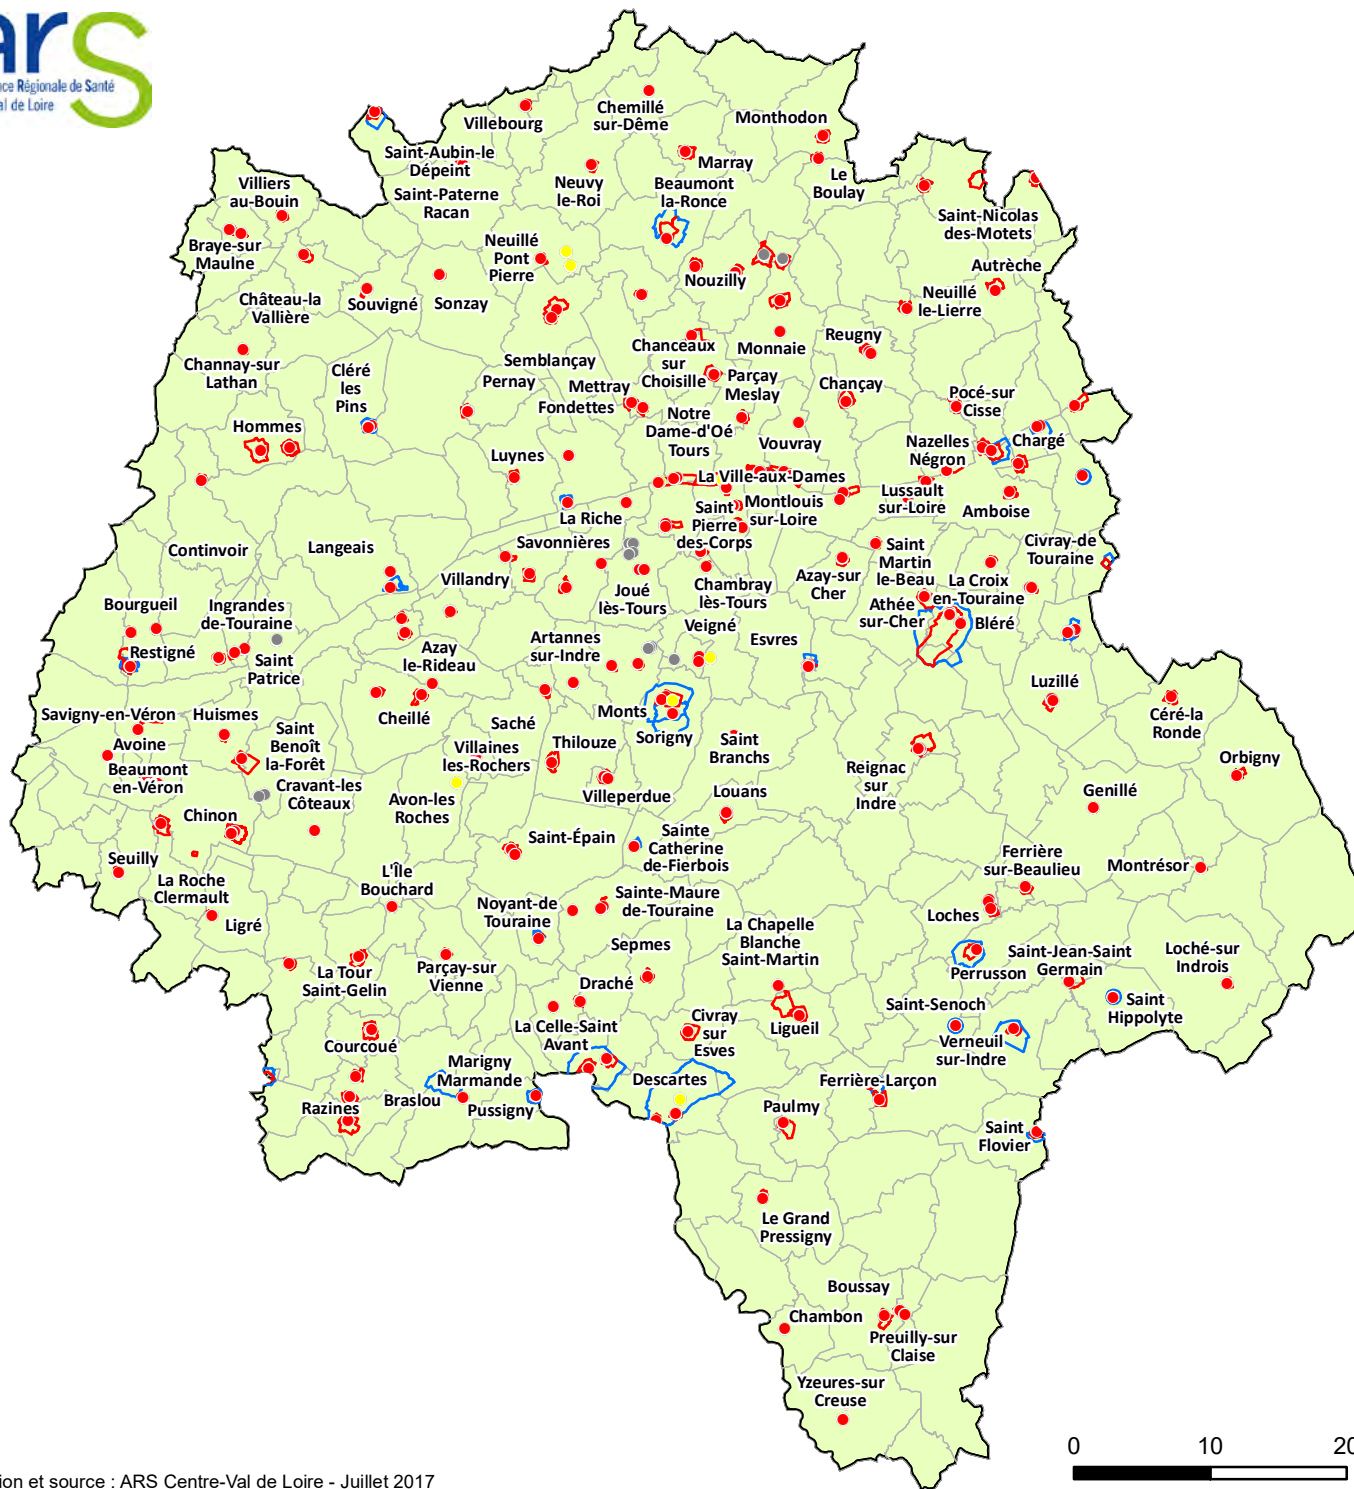 arS
nce Régionale de Santé
al de Loire
Villebourg
Chemillé
sur-Dême
Monthodon
Saint-Aubin-le
Dépeint
Marray
Le
Boulay
Villiers
au-Bouin
Saint-Paterne
Racan
Neuvy
le-Roi
Beaumont
la-Ronce
Saint-Nicolas
des-Motets
Braye-sur
Maulne
Neuillé
Pont
Pierre
Nouzilly
Autrèche
Château-la
Vallière
Souvigné
Sonzay
Neuillé
le-Lierre
Channay-sur
Lathan
Cléré
les
Pins
Semblançay
Chanceaux
sur
Choisille
Monnaie
Reugny
Pernay
Mettray
Parçay
Meslay
Chançay
Fondettes
Notre
Dame-d'Oé
Pocé-sur
Cisse
Hommes
Tours
Vouvray
Nazelles
Négron
Chargé
Luynes
La Ville-aux-Dames
Lussault
sur-Loire
Amboise
La Riche
Saint
Pierre
des-Corps
Montlouis
sur-Loire
Continvoir
Langeais
Savonnières
Saint
Martin
le-Beau
Civray-de
Touraine
Villandry
Joué
lès-Tours
Chambray
lès-Tours
Azay-sur
Cher
La Croix
en-Touraine
Bourgueil
Ingrandes
de-Touraine
Athée
sur-Cher
Bléré
Restigné
Saint
Patrice
Azay
le-Rideau
Artannes
sur-Indre
Veigné
Esvres
Luzillé
Savigny-en-Véron
Huismes
Cheillé
Monts
Sorigny
Céré-la
Ronde
Avoine
Saint
Benoît
la-Forêt
Saché
Thilouze
Saint
Branchs
Beaumont
en-Véron
Villaines
les-Rochers
Reignac
sur
Indre
Orbigny
Cravant-les
Côteaux
Avon-les
Roches
Villeperdue
Louans
Genillé
Chinon
Saint-Épain
Sainte
Catherine
de-Fierbois
Ferrière
sur-Beaulieu
Montrésor
Seuilly
La Roche
Clermault
L'Île
Bouchard
Sainte-Maure
de-Touraine
Loches
Ligré
Noyant-de
Touraine
La Chapelle
Blanche
Saint-Martin
Sepmes
La Tour
Saint-Gelin
Parçay-sur
Vienne
Perrusson
Saint-Jean-Saint
Germain
Loché-sur
Indrois
Draché
Saint-Senoch
Saint
Hippolyte
La Celle-Saint
Avant
Civray
sur
Esves
Ligueil
Verneuil
sur-Indre
Courcoué
Marigny
Marmande
Descartes
Ferrière-Larçon
Razines
Braslou
Pussigny
Paulmy
Saint
Flovier
Le Grand
Pressigny
Boussay
Chambon
Preuilly-sur
Claise
Yzeures-sur
Creuse
0 10 20
ion et source : ARS Centre-Val de Loire - Juillet 2017